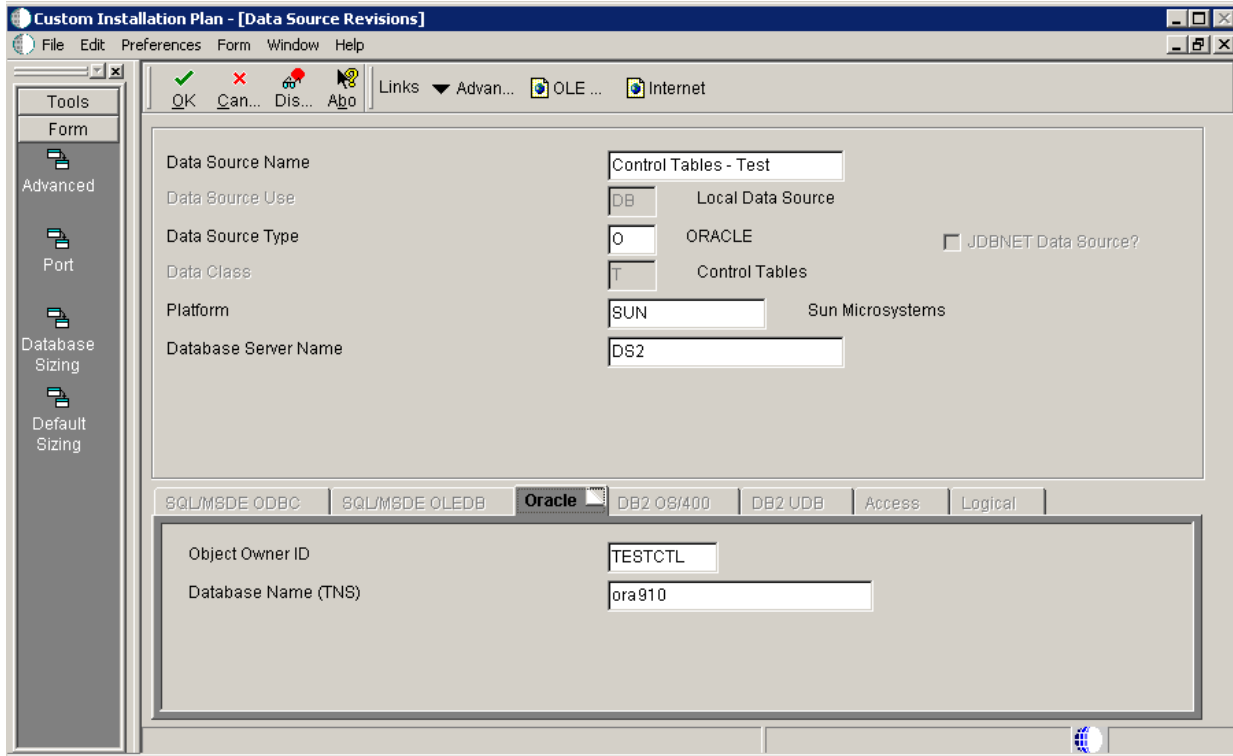 Custom Installation Plan - [Data Source Revisions]
File Edit Preferences Form Window Help
OK Can... Dis... Abo Links Advan... OLE ... Internet
Tools
Form
Advanced
Port
Database
Sizing
Default
Sizing
Data Source Name Control Tables - Test
Data Source Use DB Local Data Source
Data Source Type O ORACLE JDBNET Data Source?
Data Class T Control Tables
Platform SUN Sun Microsystems
Database Server Name DS2
SQL/MSDE ODBC SQL/MSDE OLEDB Oracle DB2 OS/400 DB2 UDB Access Logical
Object Owner ID TESTCTL
Database Name (TNS) ora910